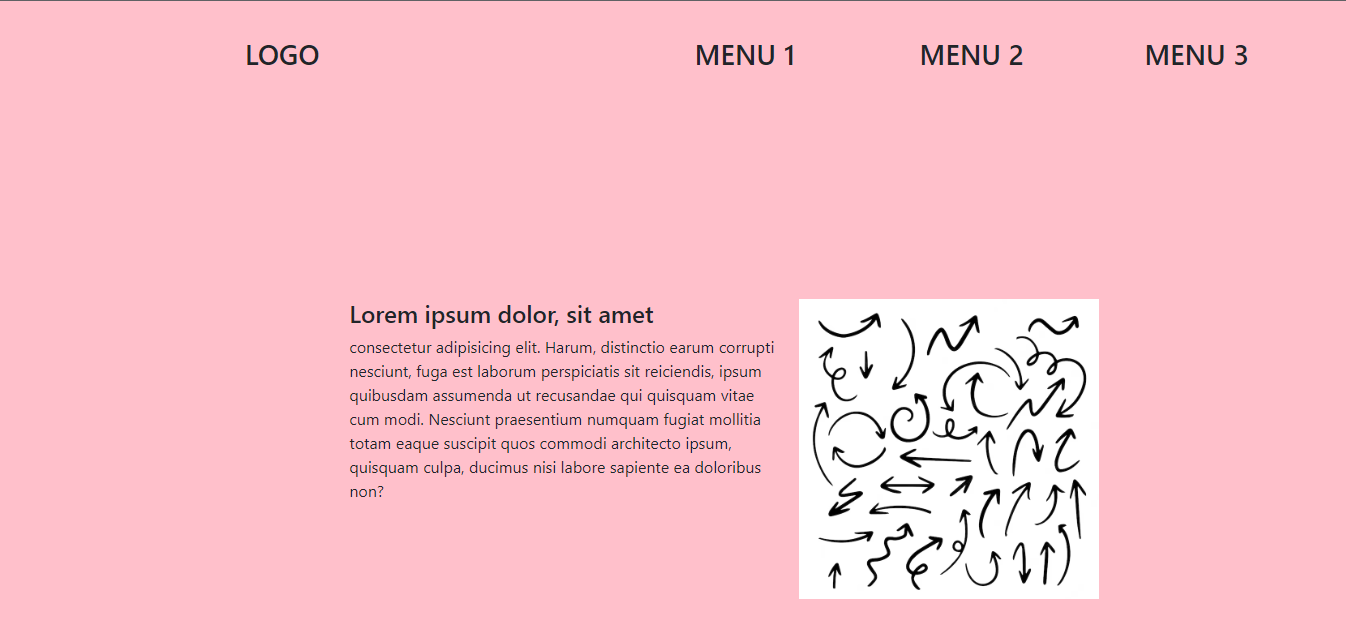 LOGO
MENU 1
MENU 2
MENU 3
Lorem ipsum dolor, sit amet
consectetur adipisicing elit. Harum, distinctio earum corrupti
nesciunt, fuga est laborum perspiciatis sit reiciendis, ipsum
quibusdam assumenda ut recusandae qui quisquam vitae
cum modi. Nesciunt praesentium numquam fugiat mollitia
totam eaque suscipit quos commodi architecto ipsum,
quisquam culpa, ducimus nisi labore sapiente ea doloribus
non?